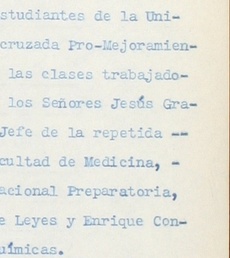 studiantes de la Uni-
cruzada Pro-Mejoramien-
las clases trabajado-
los Señores Jesús Gra-
Jefe de la repetida --
cultad de Medicina, -
acional Preparatoria,
e Leyes y Enrique Con-
uímicas.